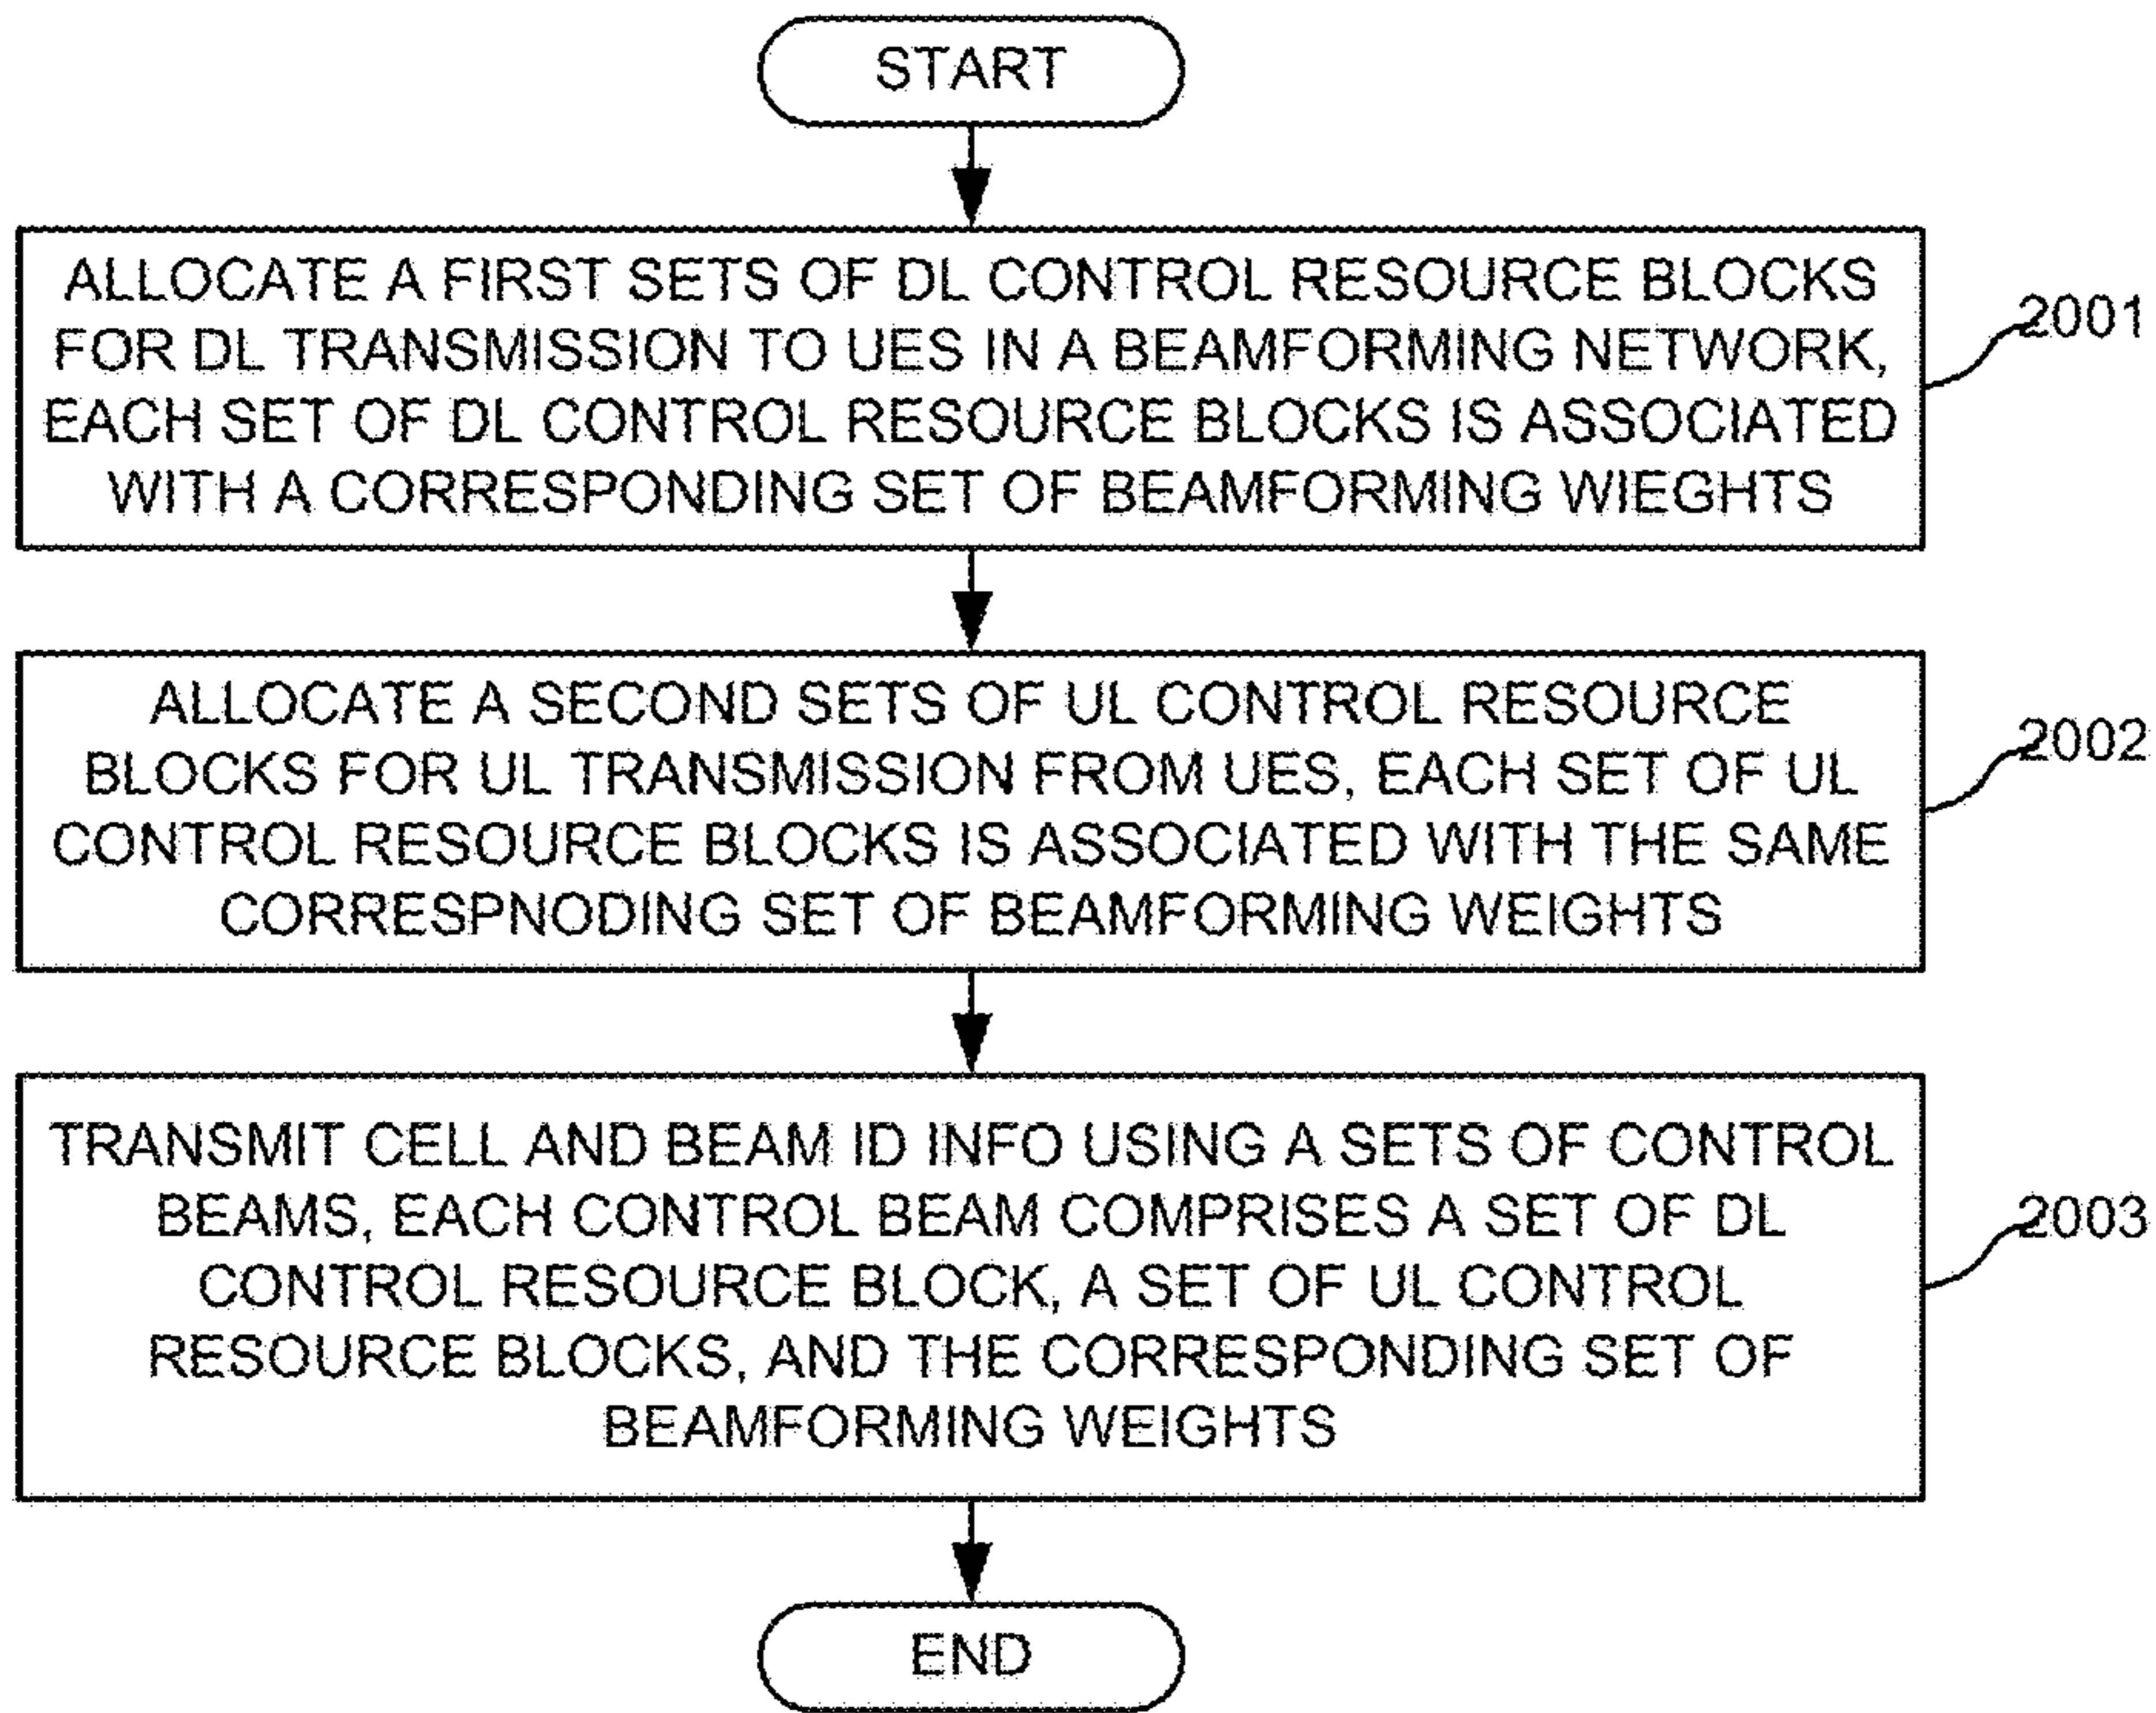 START
ALLOCATE A FIRST SETS OF DL CONTROL RESOURCE BLOCKS
FOR DL TRANSMISSION TO UES IN A BEAMFORMING NETWORK,
EACH SET OF DL CONTROL RESOURCE BLOCKS IS ASSOCIATED
WITH A CORRESPONDING SET OF BEAMFORMING WIEGHTS
2001
ALLOCATE A SECOND SETS OF UL CONTROL RESOURCE
BLOCKS FOR UL TRANSMISSION FROM UES, EACH SET OF UL
CONTROL RESOURCE BLOCKS IS ASSOCIATED WITH THE SAME
CORRESPNODING SET OF BEAMFORMING WEIGHTS
2002
TRANSMIT CELL AND BEAM ID INFO USING A SETS OF CONTROL
BEAMS, EACH CONTROL BEAM COMPRISES A SET OF DL
CONTROL RESOURCE BLOCK, A SET OF UL CONTROL
RESOURCE BLOCKS, AND THE CORRESPONDING SET OF
BEAMFORMING WEIGHTS
2003
END